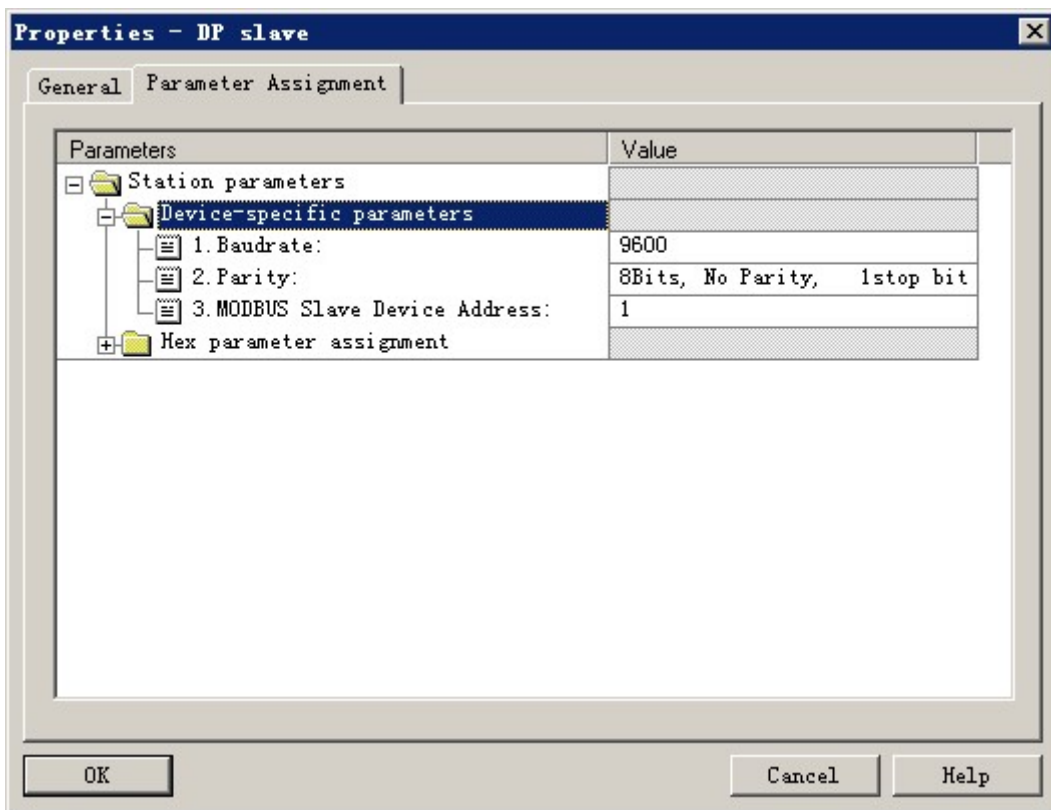 Properties - DP slave
General Parameter Assignment
Parameters Value
Station parameters
Device-specific parameters
1.Baudrate: 9600
2.Parity: 8Bits, No Parity, 1stop bit
3.MODBUS Slave Device Address: 1
Hex parameter assignment
OK Cancel Help